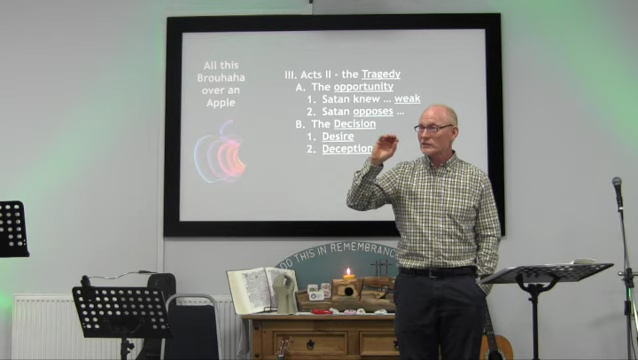 All this
Brouhaha
over an
Apple
III. Acts II - the Tragedy
A. The opportunity
1. Satan knew ... weak
2. Satan opposes ...
B. The Decision
1. Desire
2. Deception
DO THIS IN REMEMBRANCE